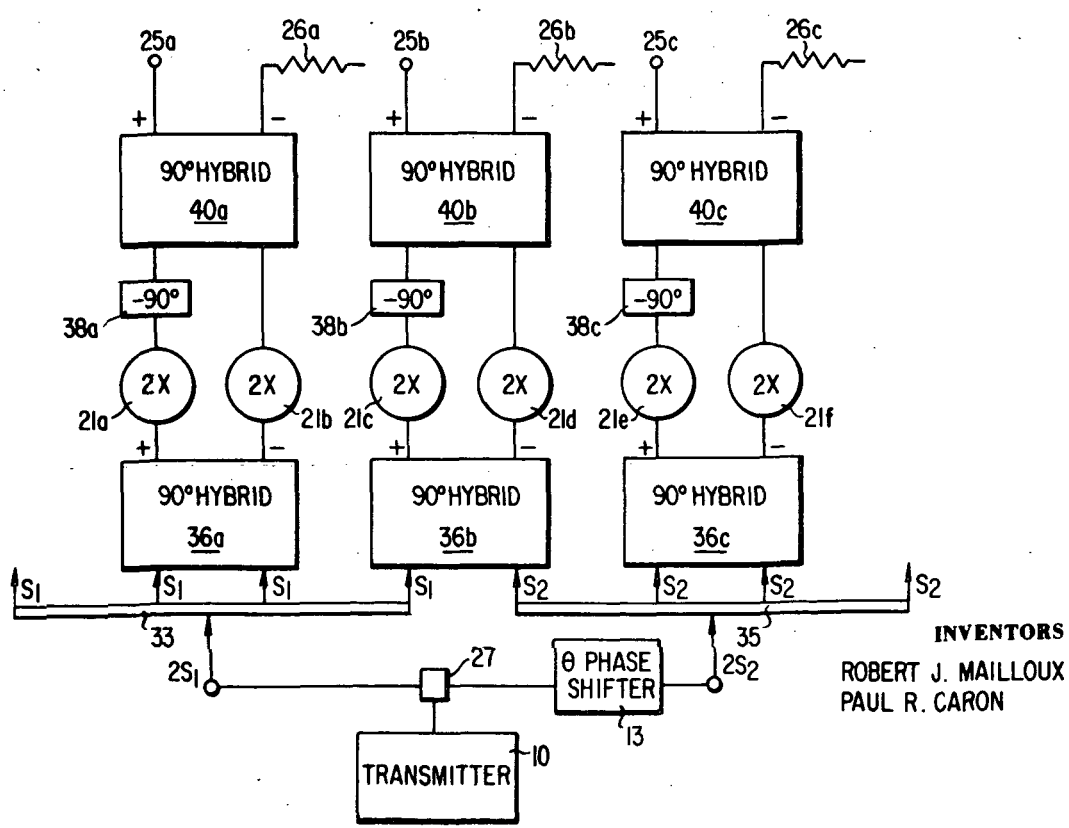 25a 26a 25b 26b 25c 26c
+ − + − + −
90° HYBRID 90° HYBRID 90° HYBRID
40a 40b 40c
−90° −90° −90°
38a 38b 38c
2X 2X 2X 2X 2X 2X
21a 21b 21c 21d 21e 21f
+ − + − + −
90° HYBRID 90° HYBRID 90° HYBRID
36a 36b 36c
S1 S1 S1 S1 S2 S2 S2 S2
33 35
INVENTORS
ROBERT J. MAILLOUX
PAUL R. CARON
2S1 27 θ PHASE SHIFTER 2S2
13
TRANSMITTER 10